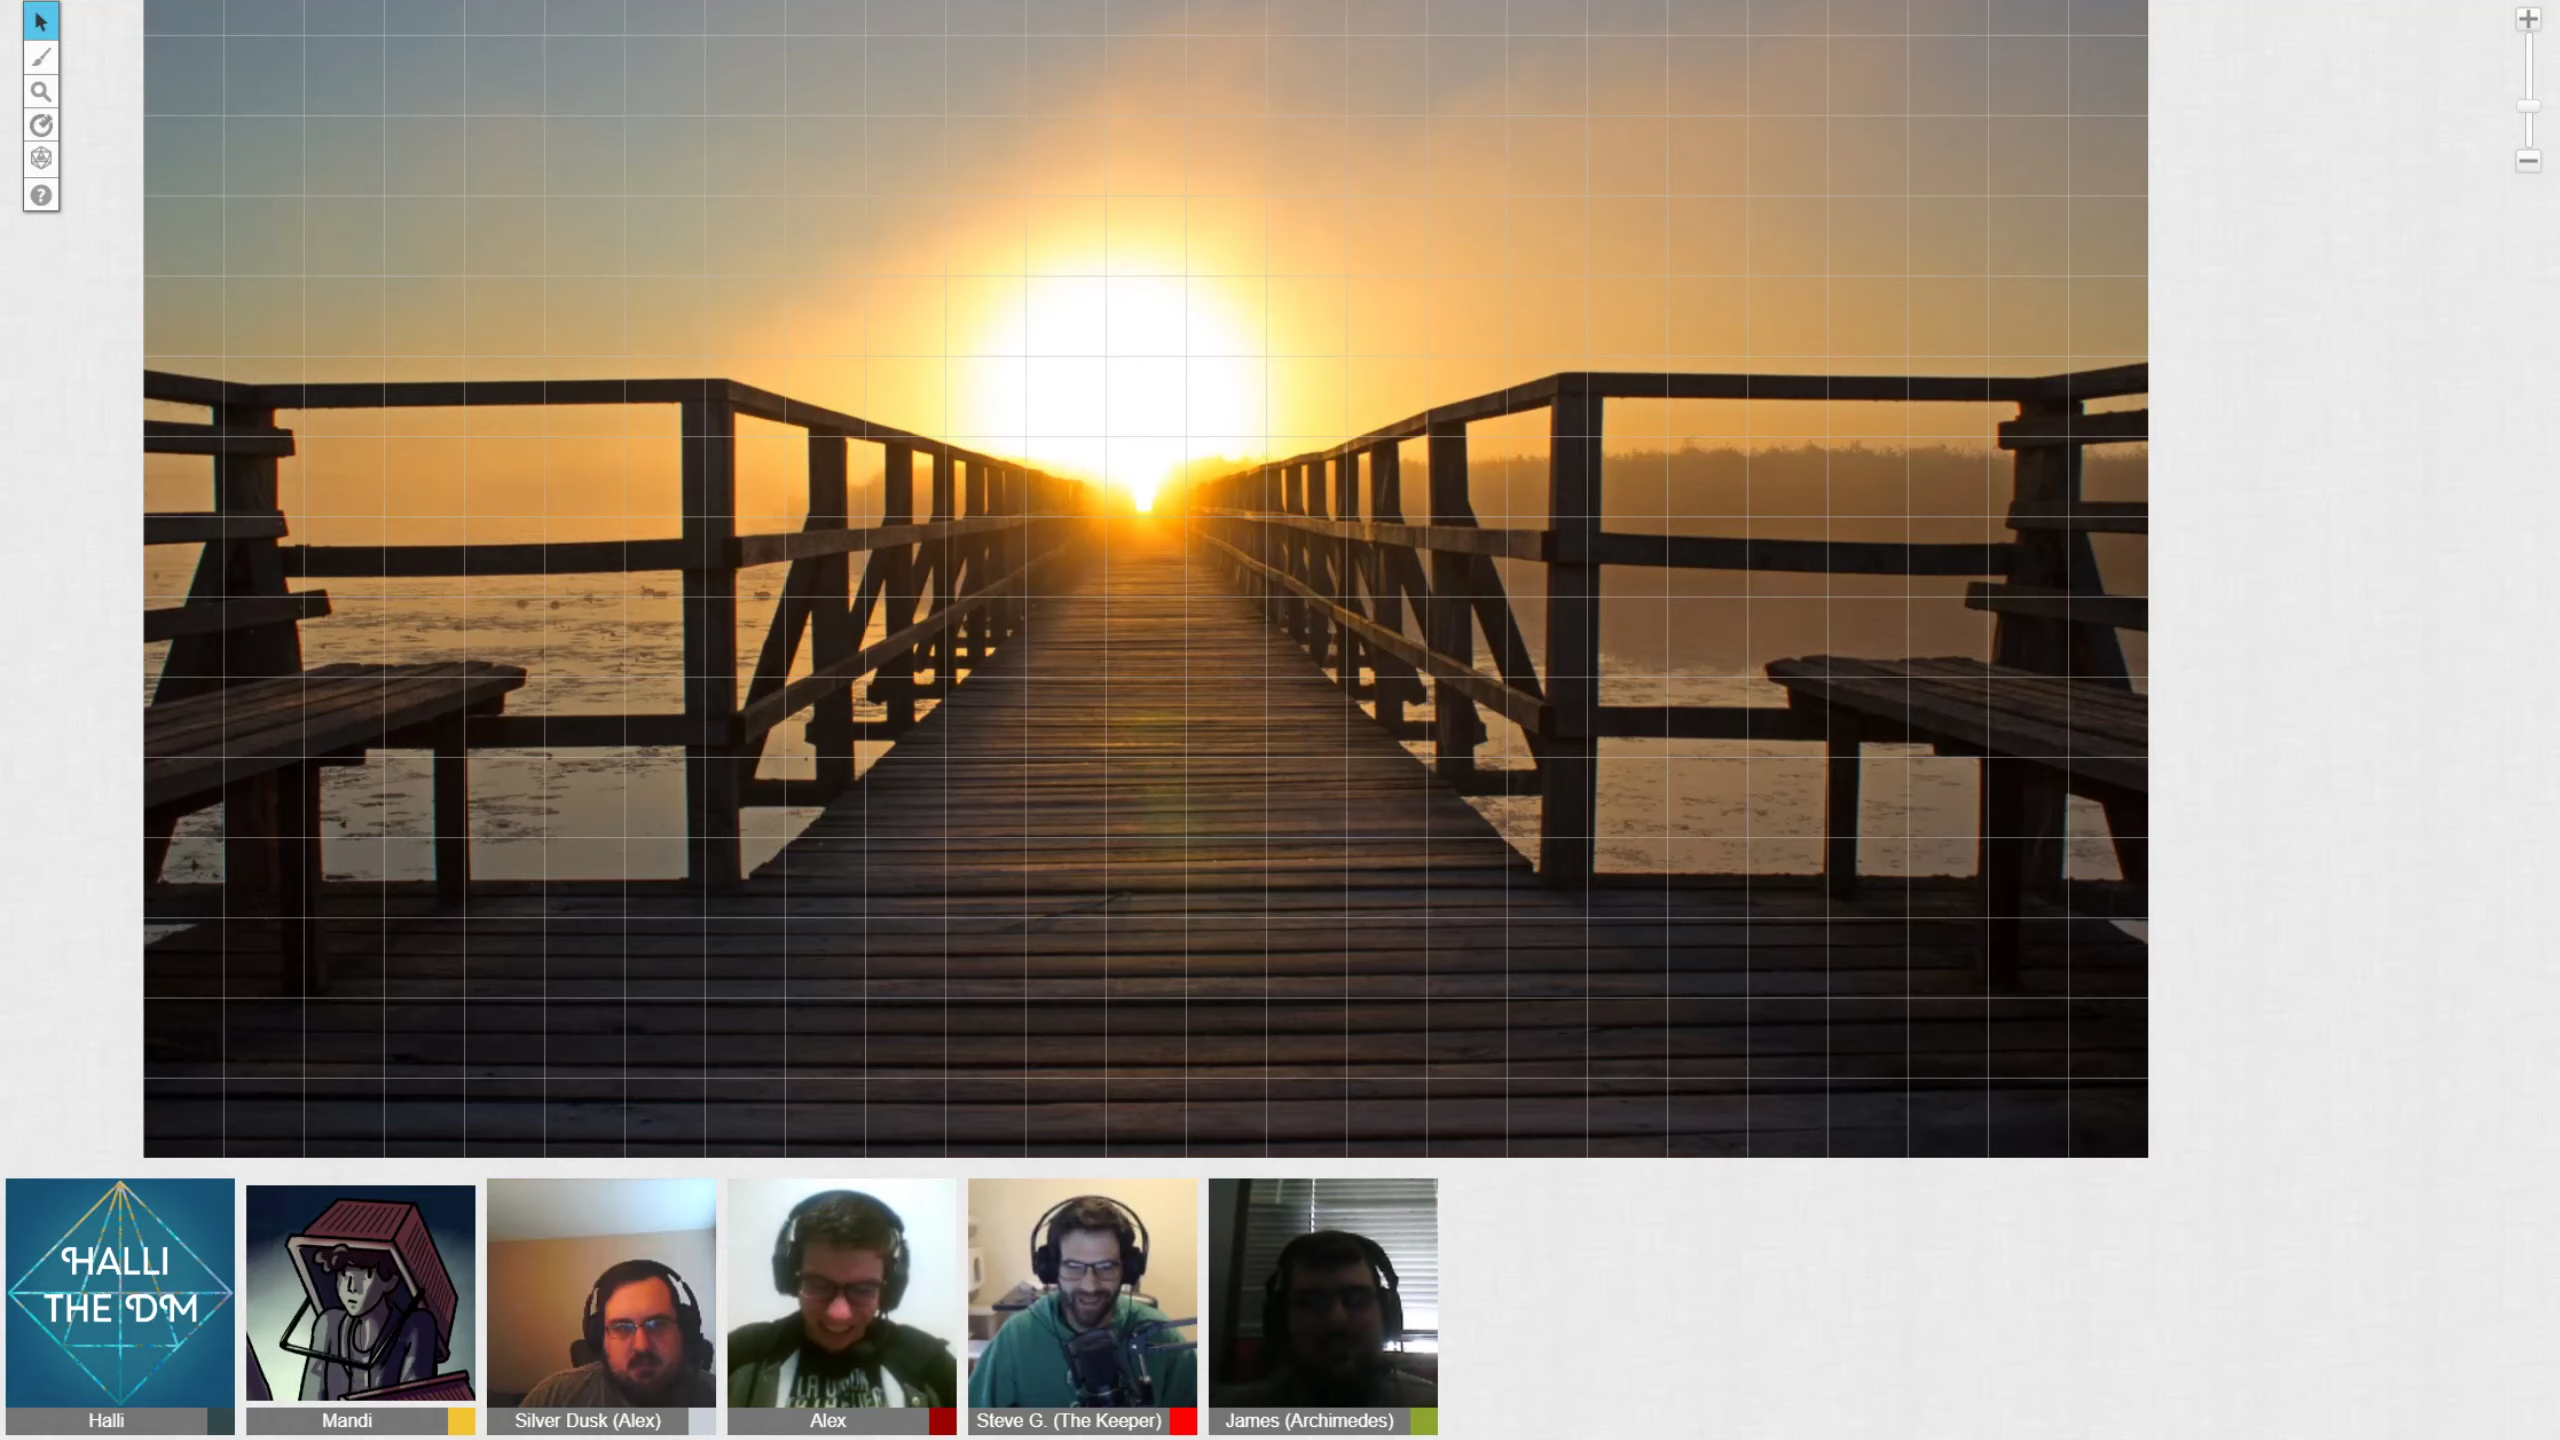 ?
HALLI
THE DM
Halli
Mandi
Silver Dusk (Alex)
Alex
Steve G. (The Keeper)
James (Archimedes)